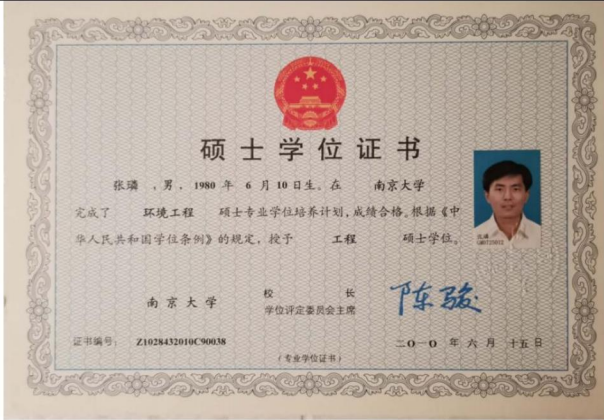 硕士学位证书
张璘 ,男, 1980 年 6 月 10 日生。在 南京大学
完成了 环境工程 硕士专业学位培养计划,成绩合格。根据《中
华人民共和国学位条例》的规定,授予 工程 硕士学位。
南京大学
校 长
学位评定委员会主席
陈骏
证书编号: Z1028432010C90038
二〇一〇 年 六 月 十五 日
(专业学位证书)